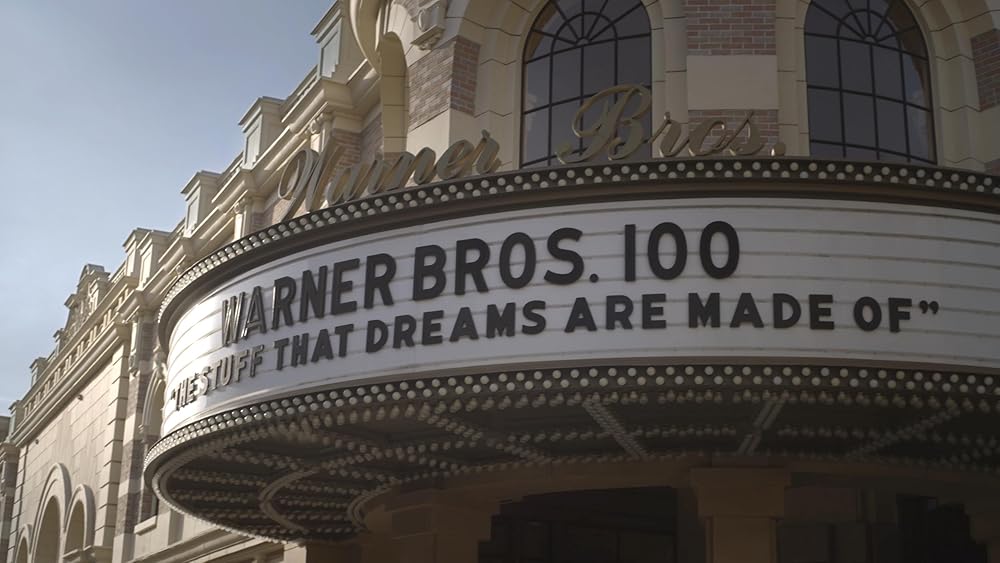 Warner Bros.
WARNER BROS. 100
"THE STUFF THAT DREAMS ARE MADE OF"